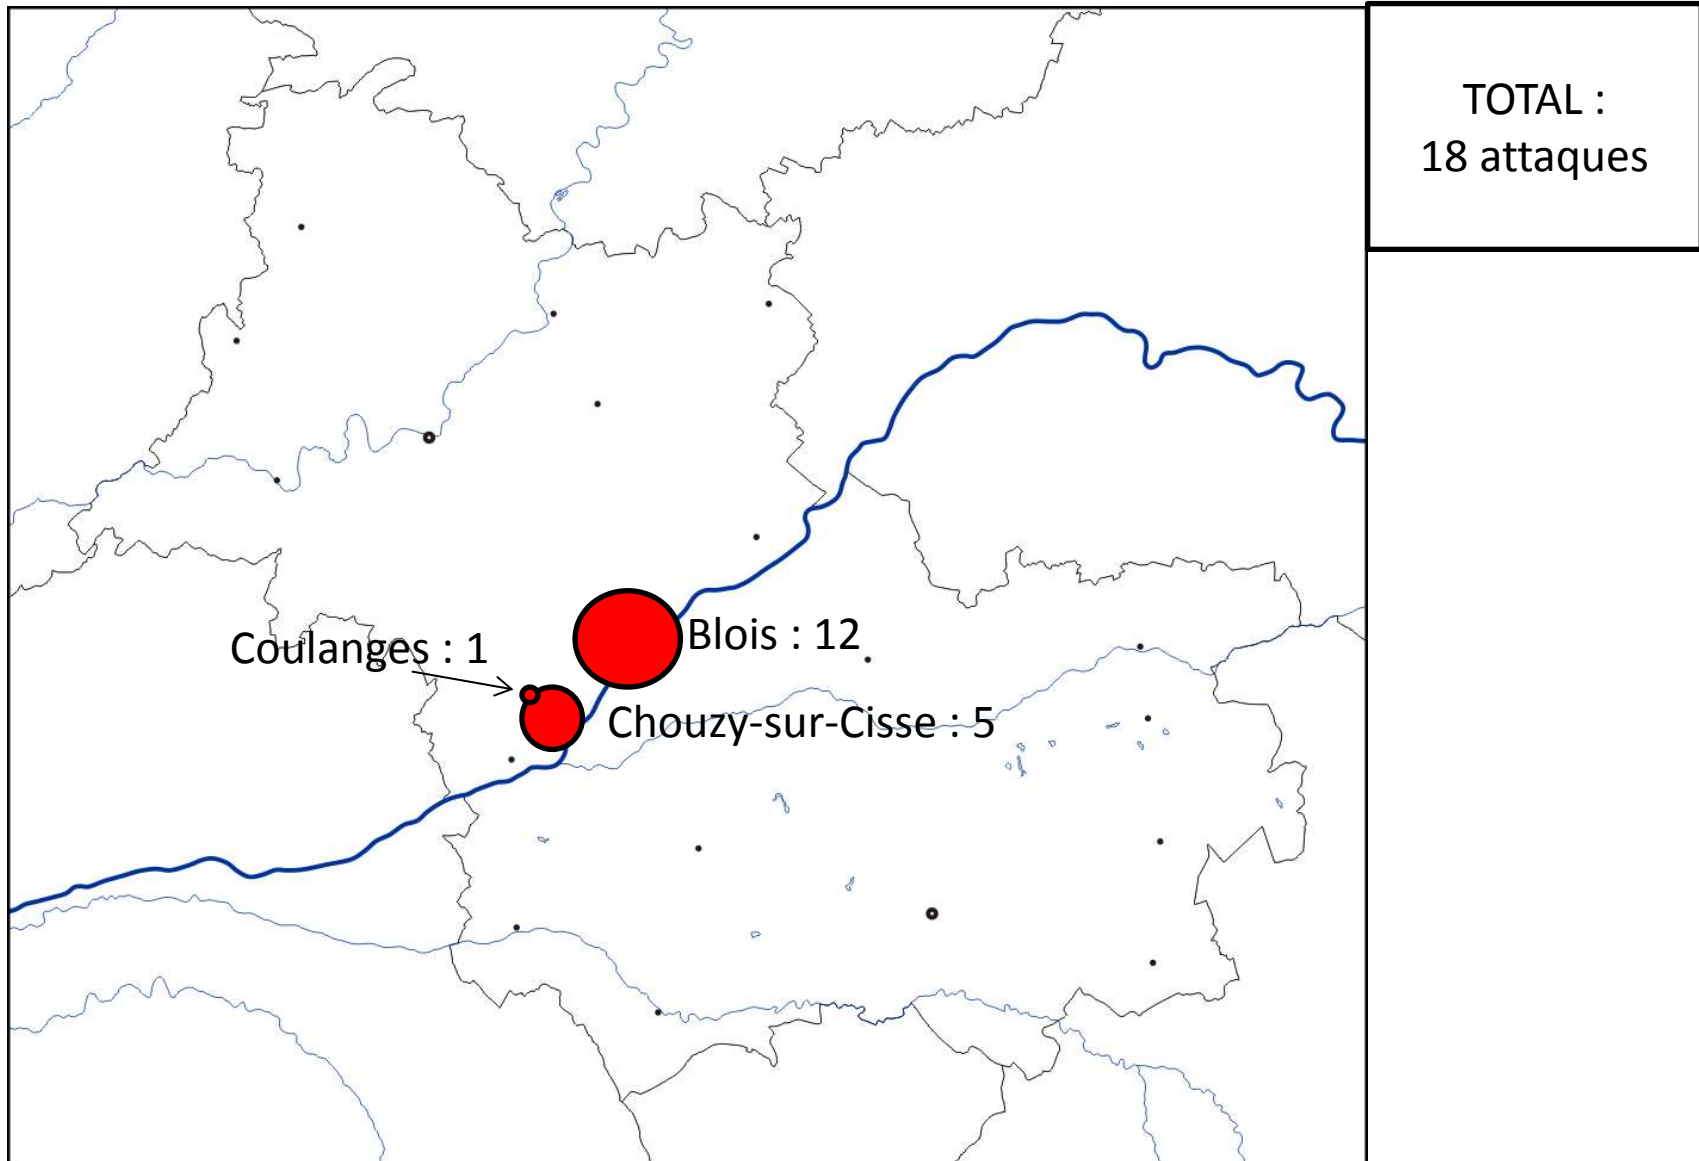 TOTAL :
18 attaques
Blois : 12
Coulanges : 1
Chouzy-sur-Cisse : 5